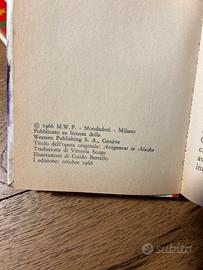 © 1966 M.W.P. - Mondadori - Milano
Pubblicato su licenza della
Western Publishing S. A., Genève
Titolo dell'opera originale: Assignment in Alaska
Traduzione di Vittoria Sorge
Illustrazioni di Guido Bertello
I edizione: ottobre 1966
subito